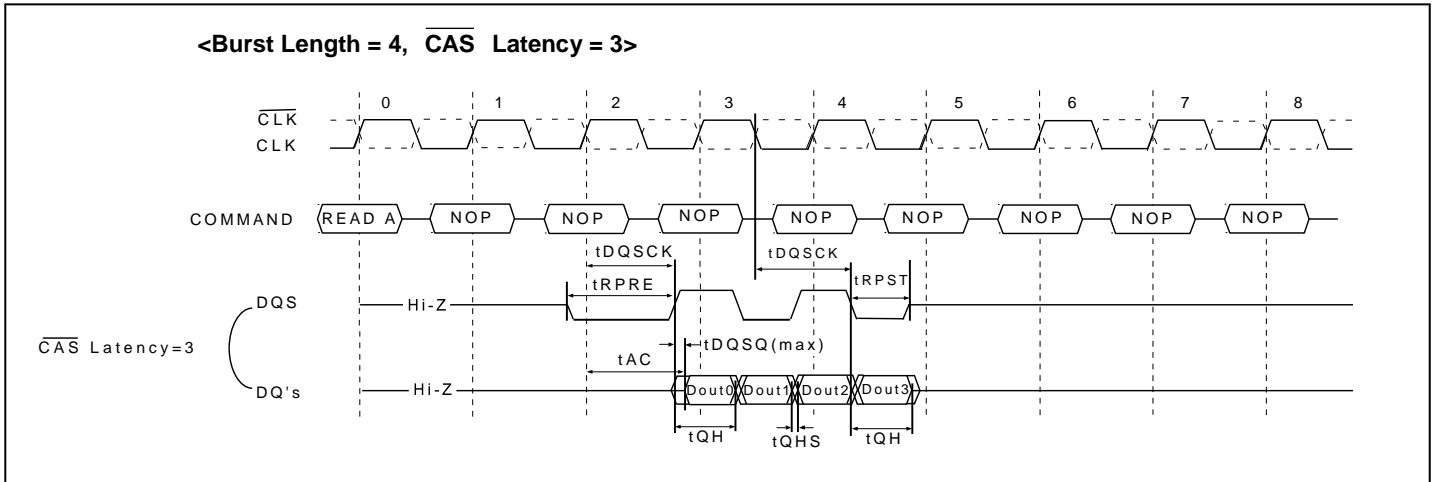 <Burst Length = 4, CAS Latency = 3>
0 1 2 3 4 5 6 7 8
CLK
CLK
COMMAND READ A NOP NOP NOP NOP NOP NOP NOP NOP
tDQSCK tDQSCK
tRPRE tRPST
DQS Hi-Z
tDQSQ(max)
CAS Latency=3
tAC
DQ's Hi-Z Dout0 Dout1 Dout2 Dout3
tQH tQHS tQH